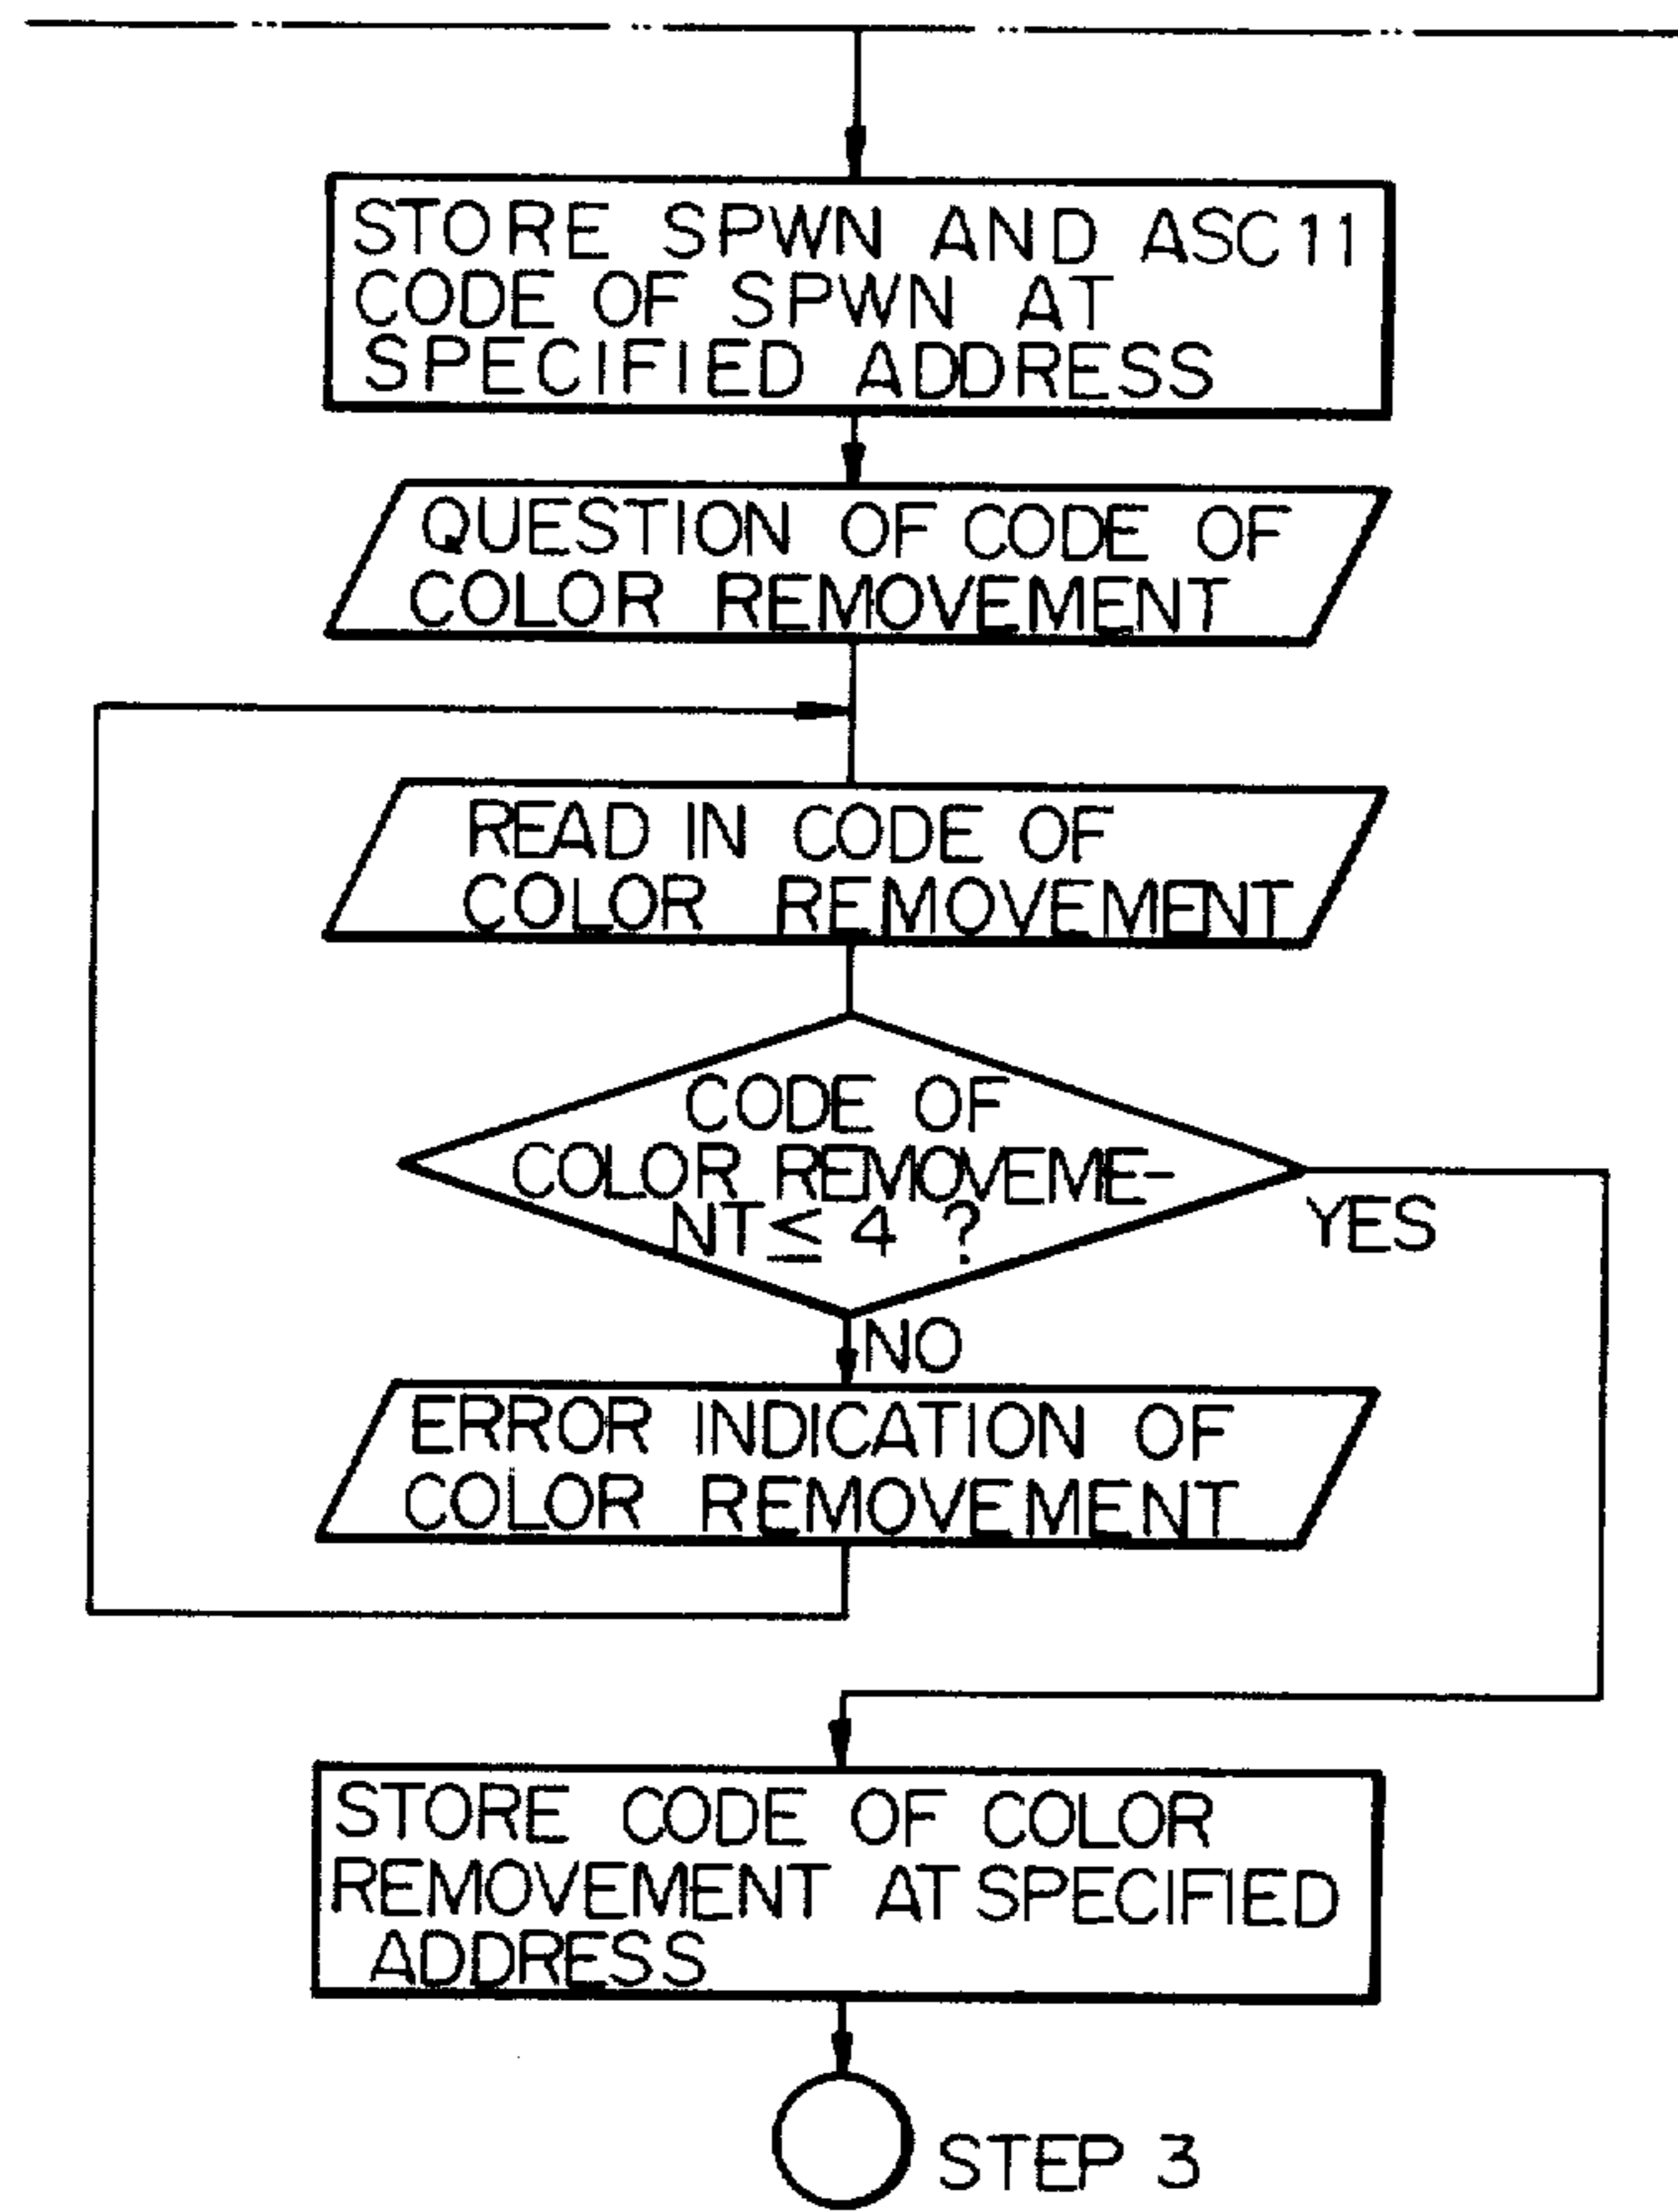 STORE SPWN AND ASC11
CODE OF SPWN AT
SPECIFIED ADDRESS
QUESTION OF CODE OF
COLOR REMOVEMENT
READ IN CODE OF
COLOR REMOVEMENT
CODE OF
COLOR REMOVEME-
NT ≤ 4 ?
YES
NO
ERROR INDICATION OF
COLOR REMOVEMENT
STORE CODE OF COLOR
REMOVEMENT AT SPECIFIED
ADDRESS
STEP 3